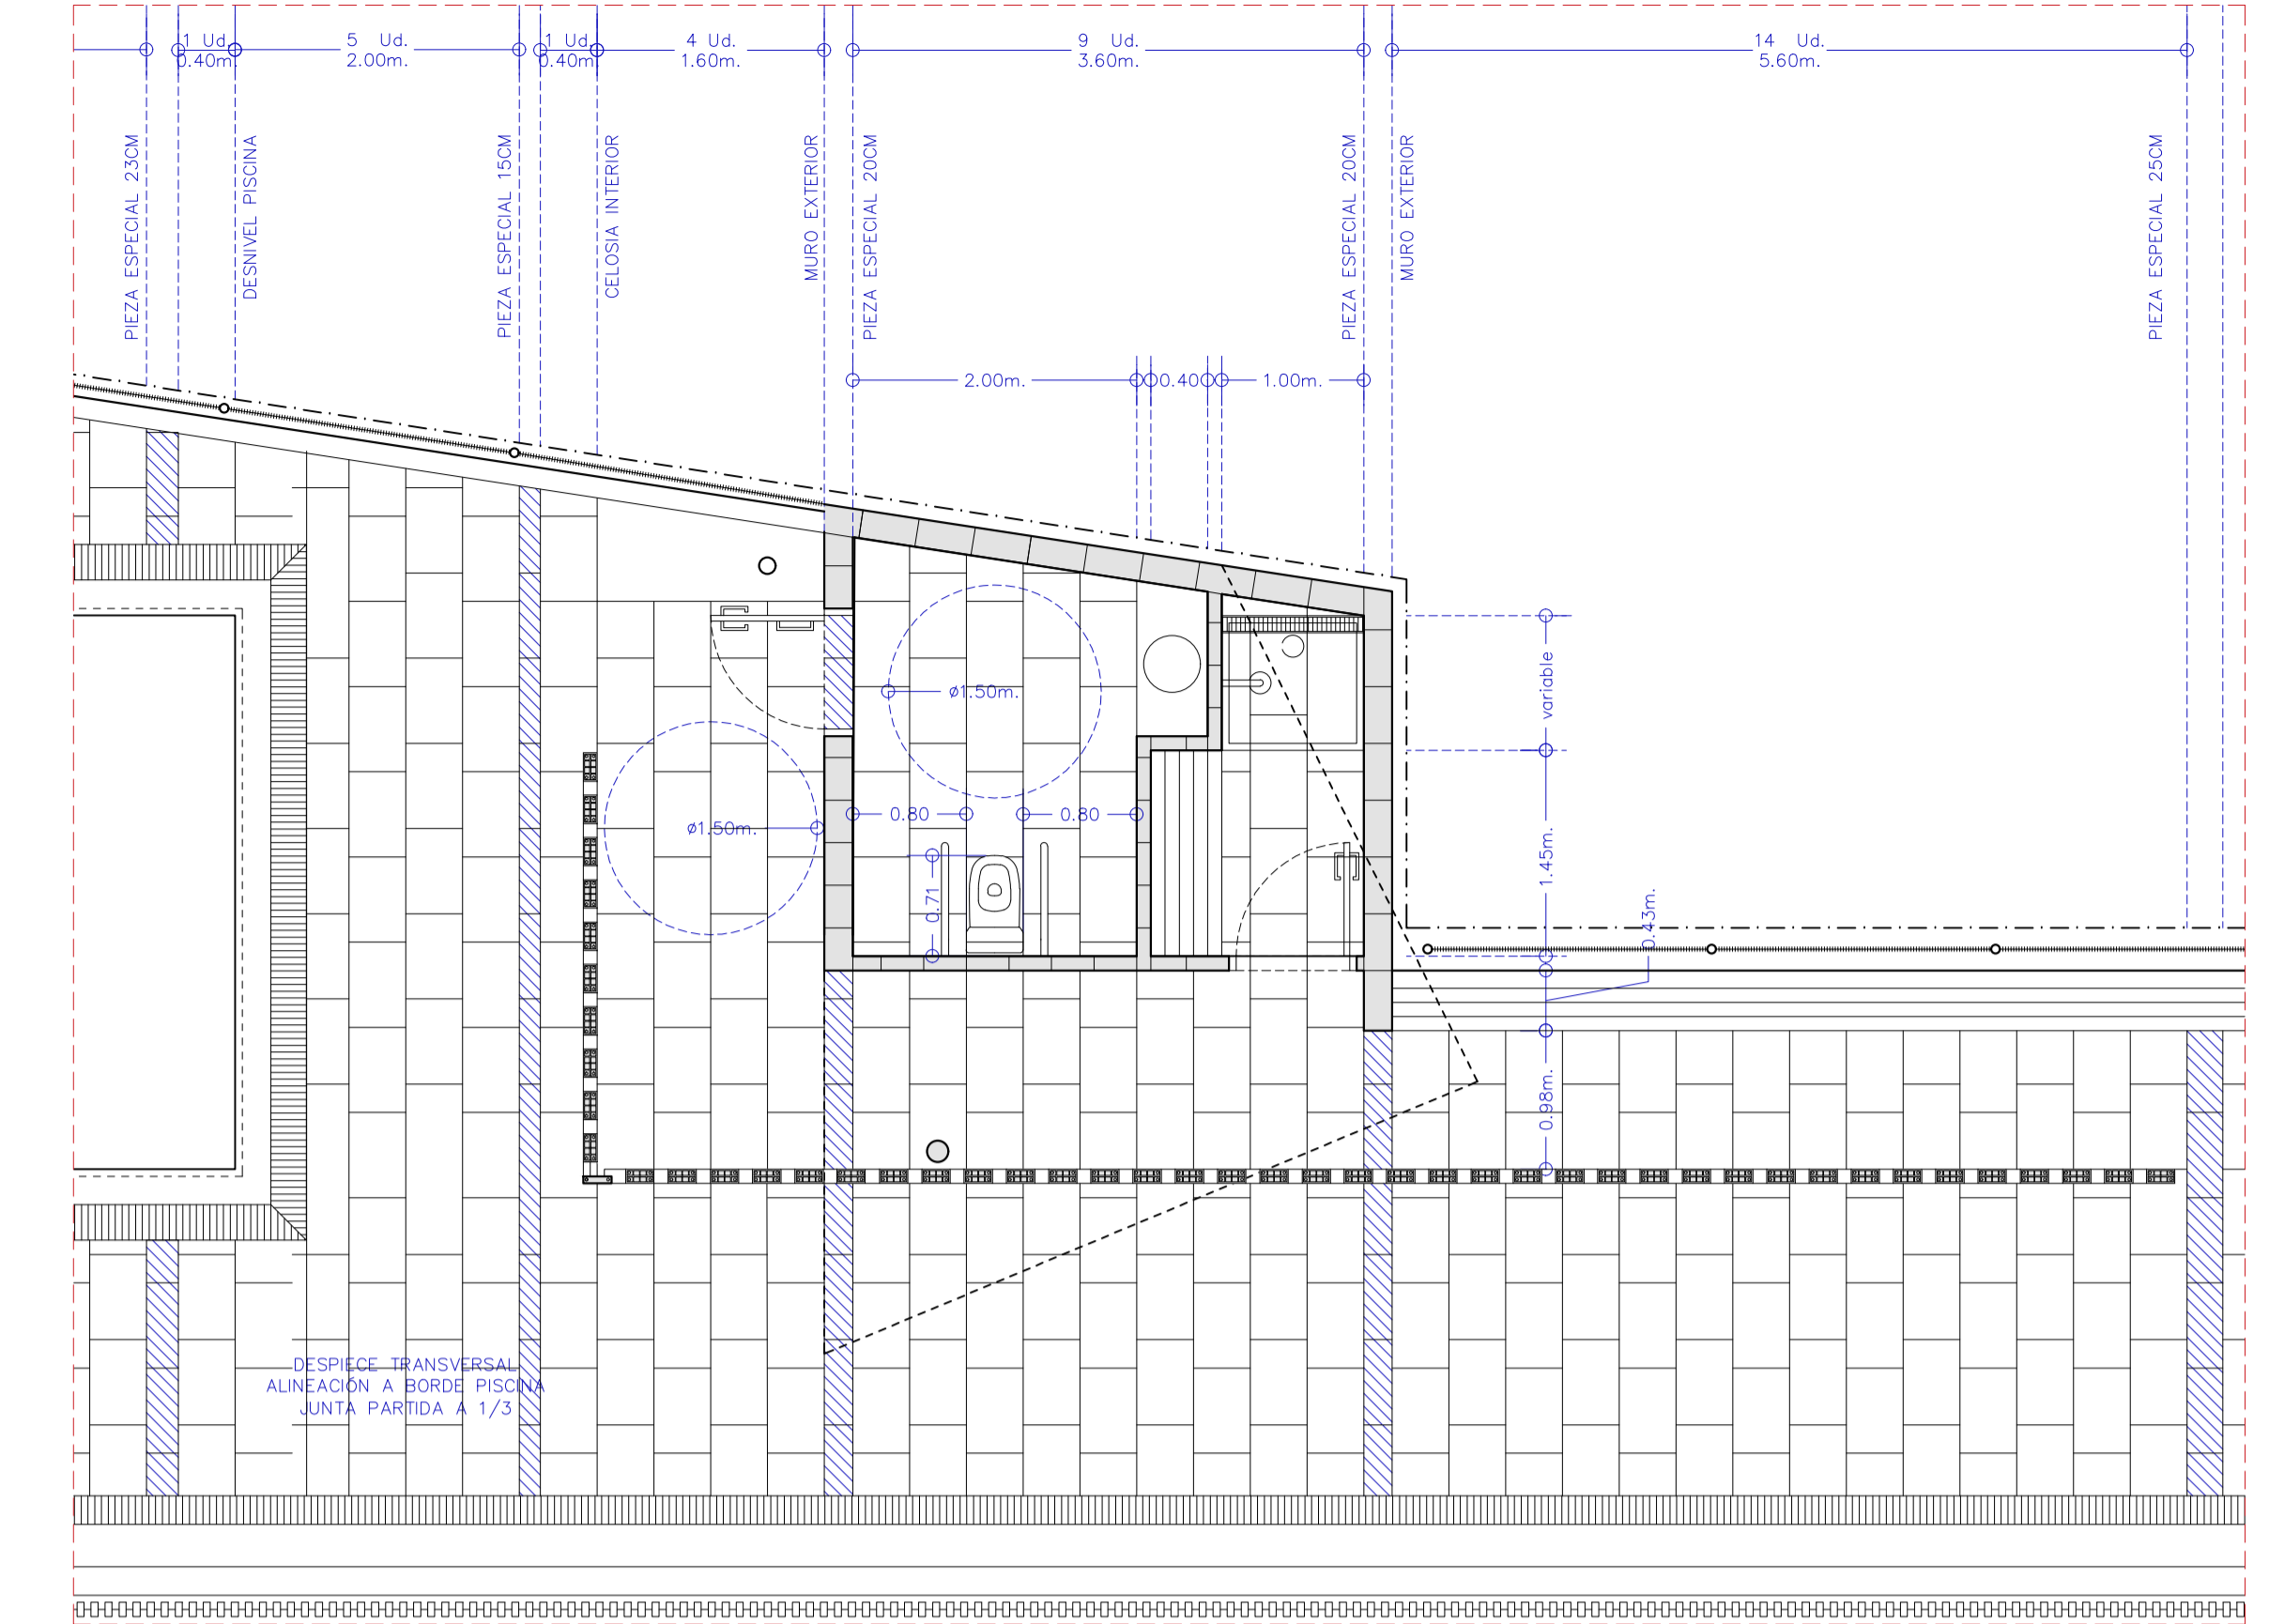 1 Ud.
0.40m.
5 Ud.
2.00m.
1 Ud.
0.40m
4 Ud.
1.60m.
9 Ud.
3.60m.
14 Ud.
5.60m.
PIEZA ESPECIAL 23CM
DESNIVEL PISCINA
PIEZA ESPECIAL 15CM
CELOSIA INTERIOR
MURO EXTERIOR
PIEZA ESPECIAL 20CM
PIEZA ESPECIAL 20CM
MURO EXTERIOR
PIEZA ESPECIAL 25CM
2.00m.
0.40
1.00m.
variable
ø1.50m.
ø1.50m.
0.80
0.80
0.71
1.45m.
0.43m.
0.98m.
DESPIECE TRANSVERSAL
ALINEACIÓN A BORDE PISCINA
JUNTA PARTIDA A 1/3